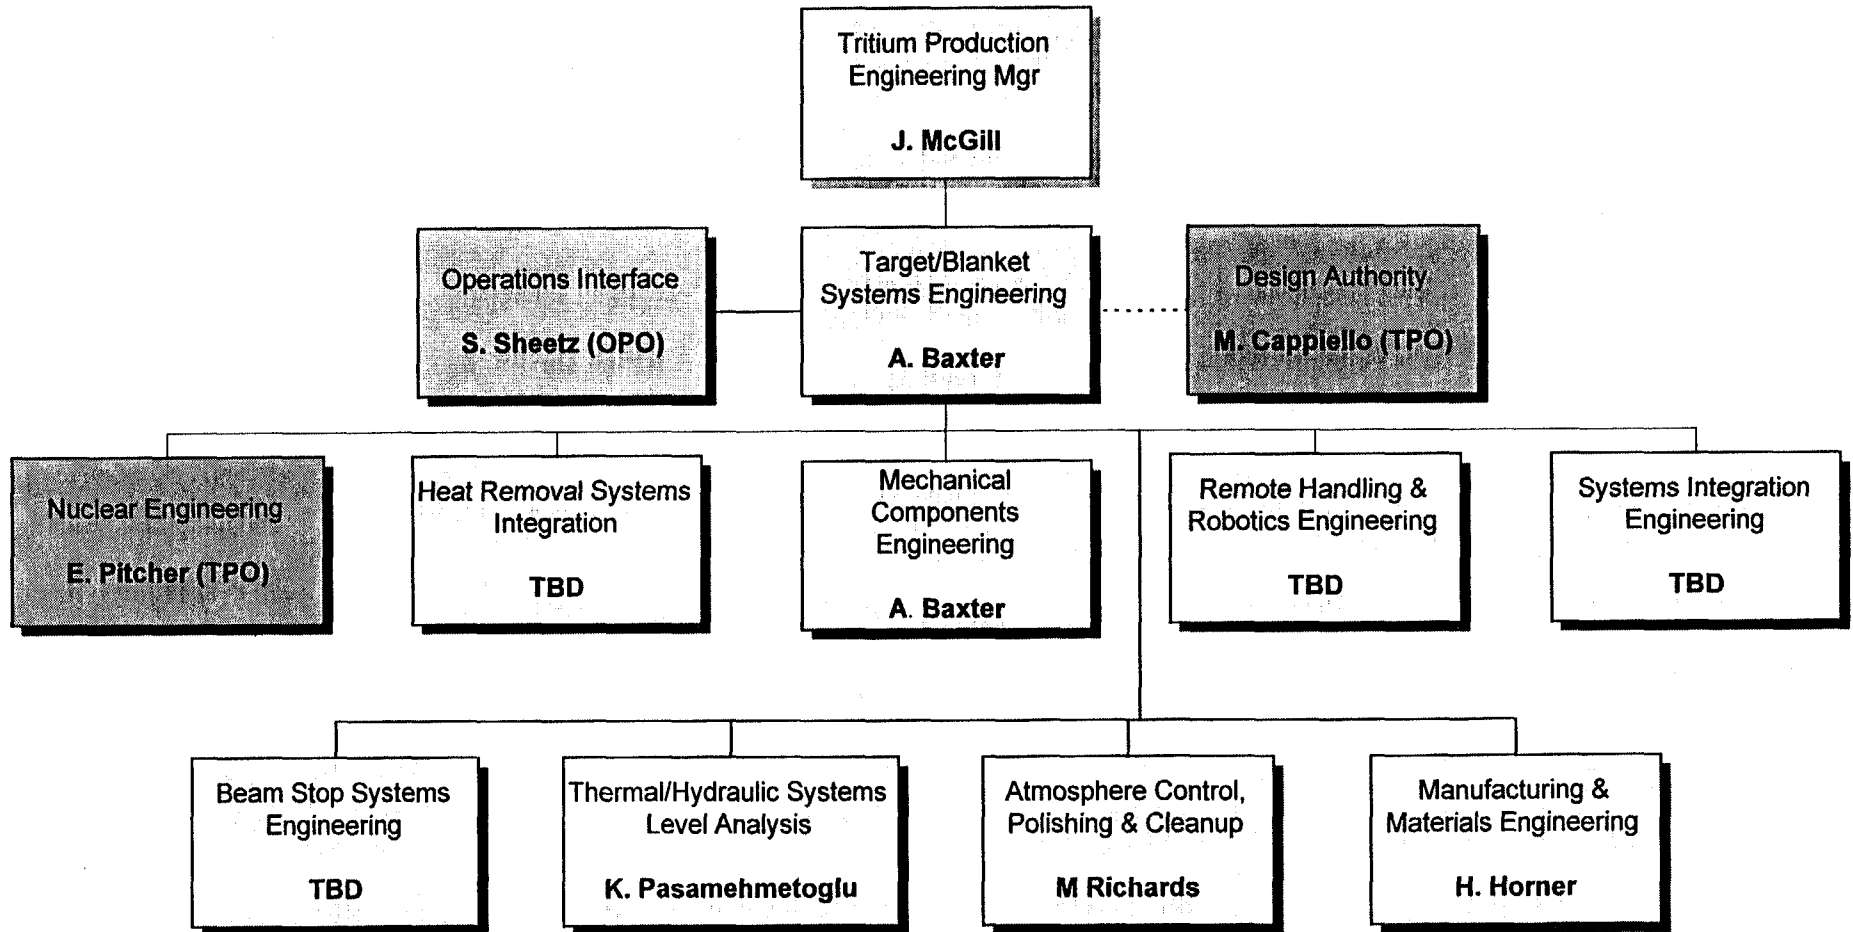 Tritium Production
Engineering Mgr
J. McGill
Operations Interface
S. Sheetz (OPO)
Target/Blanket
Systems Engineering
A. Baxter
Design Authority
M. Cappiello (TPO)
Nuclear Engineering
E. Pitcher (TPO)
Heat Removal Systems
Integration
TBD
Mechanical
Components
Engineering
A. Baxter
Remote Handling &
Robotics Engineering
TBD
Systems Integration
Engineering
TBD
Beam Stop Systems
Engineering
TBD
Thermal/Hydraulic Systems
Level Analysis
K. Pasamehmetoglu
Atmosphere Control,
Polishing & Cleanup
M Richards
Manufacturing &
Materials Engineering
H. Horner